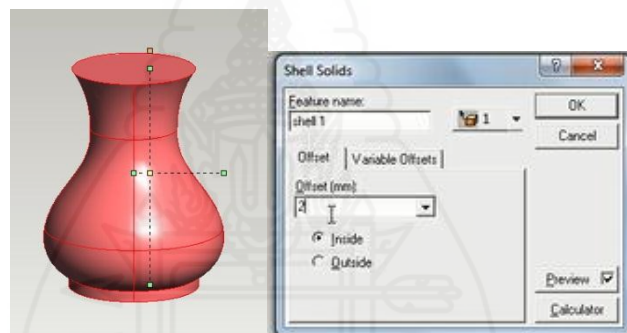 Shell Solids
Feature name:
shell 1
1
OK
Cancel
Offset
Variable Offsets
Offset (mm):
2
Inside
Outside
Preview
Calculator